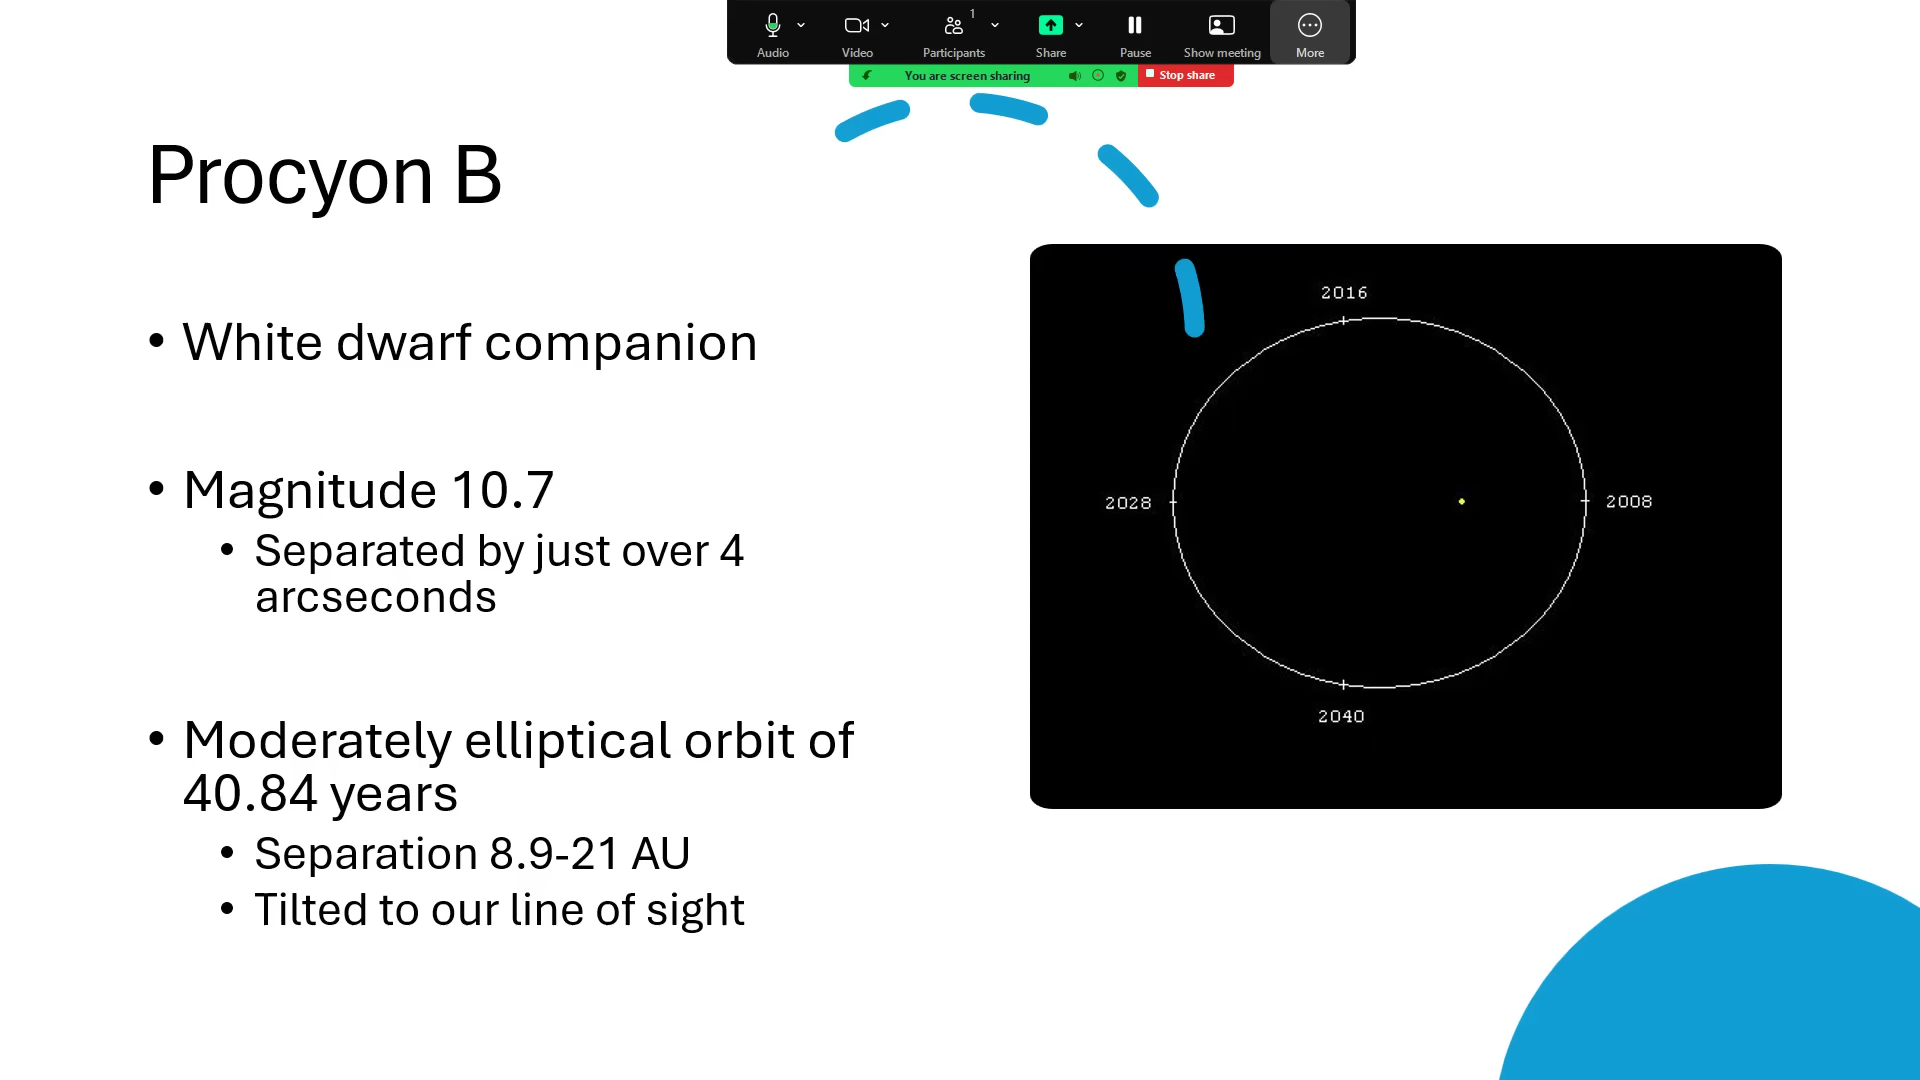 1
Audio Video Participants Share Pause Show meeting More
You are screen sharing Stop share
Procyon B
• White dwarf companion
• Magnitude 10.7
• Separated by just over 4
arcseconds
• Moderately elliptical orbit of
40.84 years
• Separation 8.9-21 AU
• Tilted to our line of sight
2016
2028
2008
2040